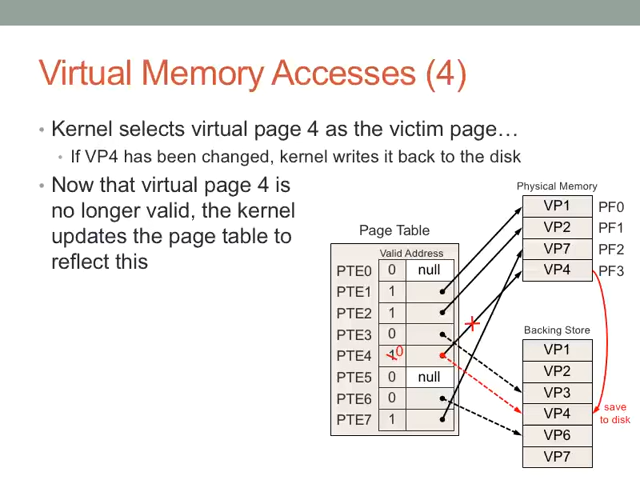 Virtual Memory Accesses (4)
• Kernel selects virtual page 4 as the victim page…
• If VP4 has been changed, kernel writes it back to the disk
• Now that virtual page 4 is
no longer valid, the kernel
updates the page table to
reflect this
Page Table
Valid Address
PTE0 0 null
PTE1 1
PTE2 1
PTE3 0
PTE4 1 0
PTE5 0 null
PTE6 0
PTE7 1
Physical Memory
VP1 PF0
VP2 PF1
VP7 PF2
VP4 PF3
Backing Store
VP1
VP2
VP3
VP4
VP6
VP7
save
to disk